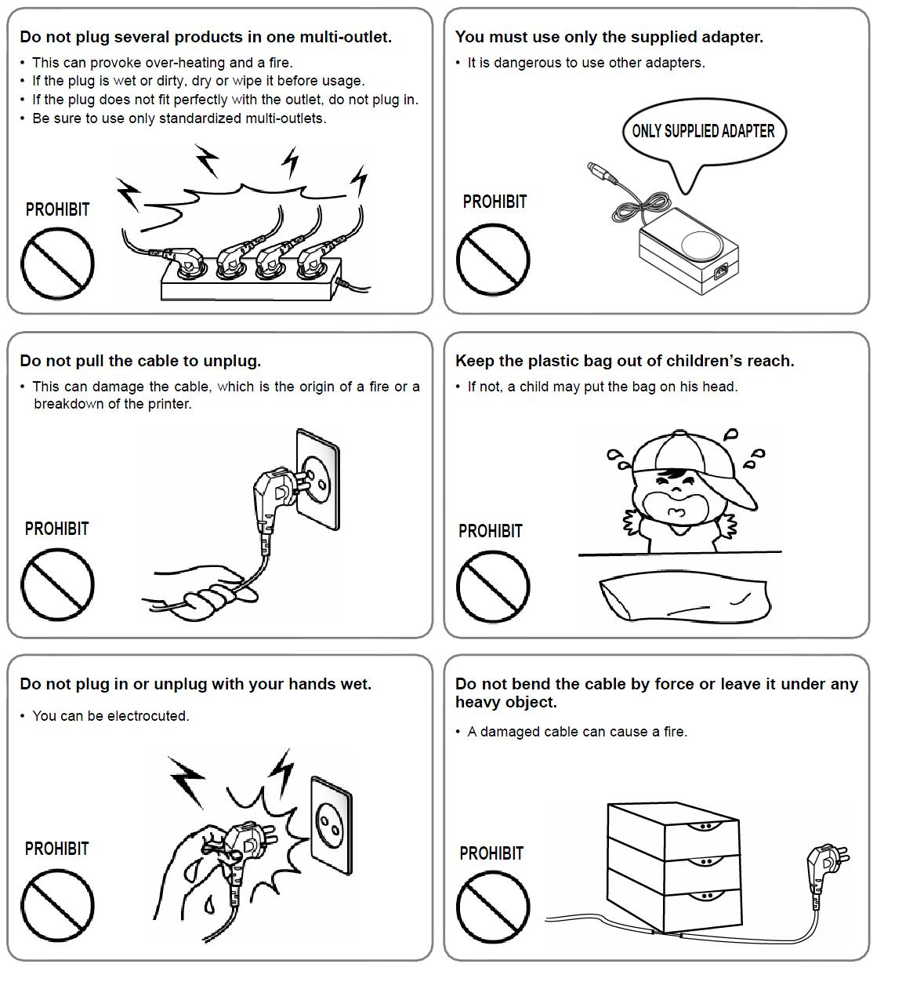 Do not plug several products in one multi-outlet.
• This can provoke over-heating and a fire.
• If the plug is wet or dirty, dry or wipe it before usage.
• If the plug does not fit perfectly with the outlet, do not plug in.
• Be sure to use only standardized multi-outlets.
PROHIBIT
You must use only the supplied adapter.
• It is dangerous to use other adapters.
ONLY SUPPLIED ADAPTER
PROHIBIT
Do not pull the cable to unplug.
• This can damage the cable, which is the origin of a fire or a
breakdown of the printer.
PROHIBIT
Keep the plastic bag out of children’s reach.
• If not, a child may put the bag on his head.
PROHIBIT
Do not plug in or unplug with your hands wet.
• You can be electrocuted.
PROHIBIT
Do not bend the cable by force or leave it under any
heavy object.
• A damaged cable can cause a fire.
PROHIBIT